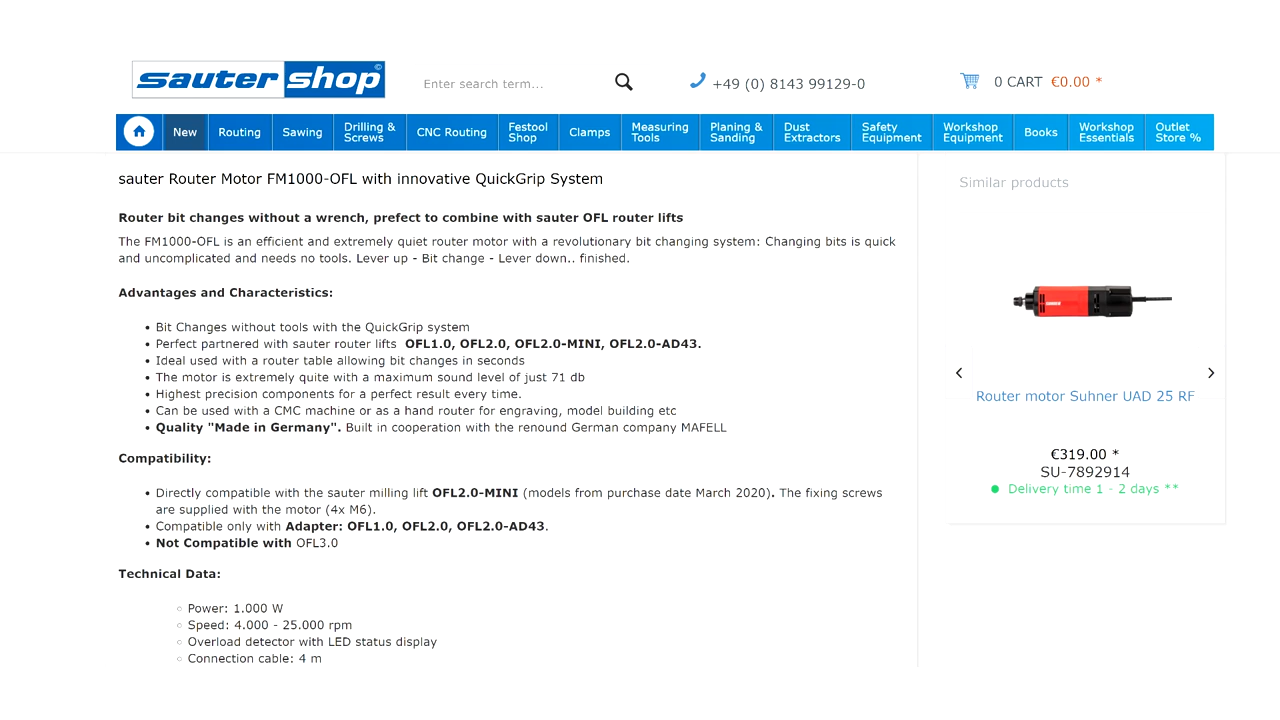 sauter shop©
Enter search term...
+49 (0) 8143 99129-0
0 CART €0.00 *
New
Routing
Sawing
Drilling &
Screws
CNC Routing
Festool
Shop
Clamps
Measuring
Tools
Planing &
Sanding
Dust
Extractors
Safety
Equipment
Workshop
Equipment
Books
Workshop
Essentials
Outlet
Store %
sauter Router Motor FM1000-OFL with innovative QuickGrip System
Router bit changes without a wrench, prefect to combine with sauter OFL router lifts
The FM1000-OFL is an efficient and extremely quiet router motor with a revolutionary bit changing system: Changing bits is quick
and uncomplicated and needs no tools. Lever up - Bit change - Lever down.. finished.
Advantages and Characteristics:
• Bit Changes without tools with the QuickGrip system
• Perfect partnered with sauter router lifts OFL1.0, OFL2.0, OFL2.0-MINI, OFL2.0-AD43.
• Ideal used with a router table allowing bit changes in seconds
• The motor is extremely quite with a maximum sound level of just 71 db
• Highest precision components for a perfect result every time.
• Can be used with a CMC machine or as a hand router for engraving, model building etc
• Quality "Made in Germany". Built in cooperation with the renound German company MAFELL
Compatibility:
• Directly compatible with the sauter milling lift OFL2.0-MINI (models from purchase date March 2020). The fixing screws
are supplied with the motor (4x M6).
• Compatible only with Adapter: OFL1.0, OFL2.0, OFL2.0-AD43.
• Not Compatible with OFL3.0
Technical Data:
○ Power: 1.000 W
○ Speed: 4.000 - 25.000 rpm
○ Overload detector with LED status display
○ Connection cable: 4 m
Similar products
Router motor Suhner UAD 25 RF
€319.00 *
SU-7892914
Delivery time 1 - 2 days **